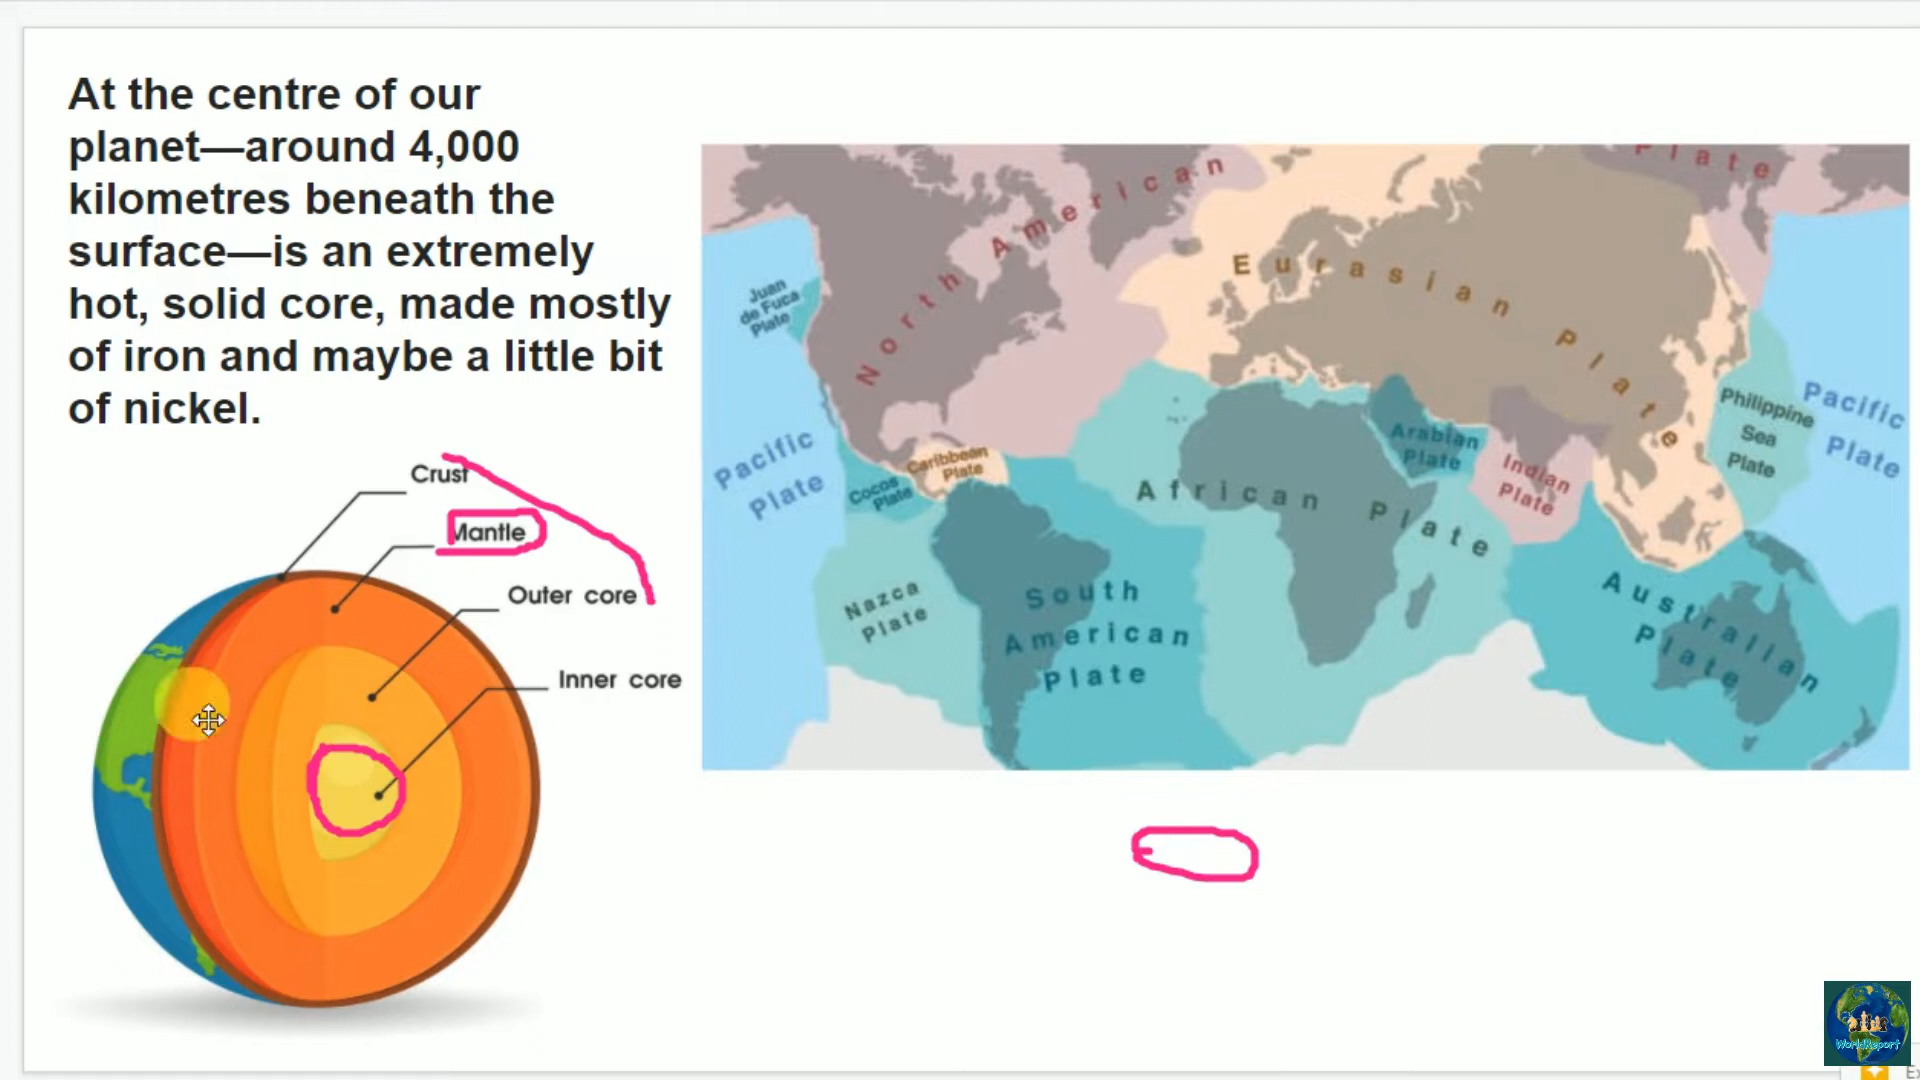 At the centre of our
planet—around 4,000
kilometres beneath the
surface—is an extremely
hot, solid core, made mostly
of iron and maybe a little bit
of nickel.
Crust
Mantle
Outer core
Inner core
North American
Plate
Eurasian Plate
Juan
de Fuca
Plate
Pacific
Plate
Caribbean
Plate
Cocos
Plate
Nazca
Plate
South
American
Plate
African Plate
Arabian
Plate
Indian
Plate
Philippine
Sea
Plate
Pacific
Plate
Australian
Plate
WorldReport